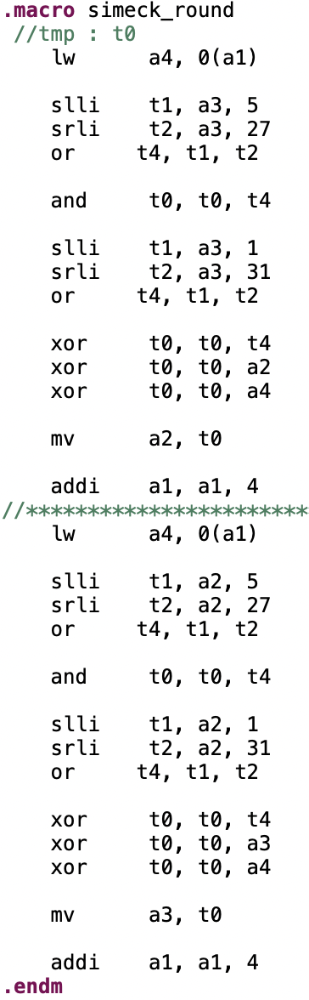 .macro simeck_round
//tmp : t0
lw a4, 0(a1)
slli t1, a3, 5
srli t2, a3, 27
or t4, t1, t2
and t0, t0, t4
slli t1, a3, 1
srli t2, a3, 31
or t4, t1, t2
xor t0, t0, t4
xor t0, t0, a2
xor t0, t0, a4
mv a2, t0
addi a1, a1, 4
//***********************
lw a4, 0(a1)
slli t1, a2, 5
srli t2, a2, 27
or t4, t1, t2
and t0, t0, t4
slli t1, a2, 1
srli t2, a2, 31
or t4, t1, t2
xor t0, t0, t4
xor t0, t0, a3
xor t0, t0, a4
mv a3, t0
addi a1, a1, 4
.endm